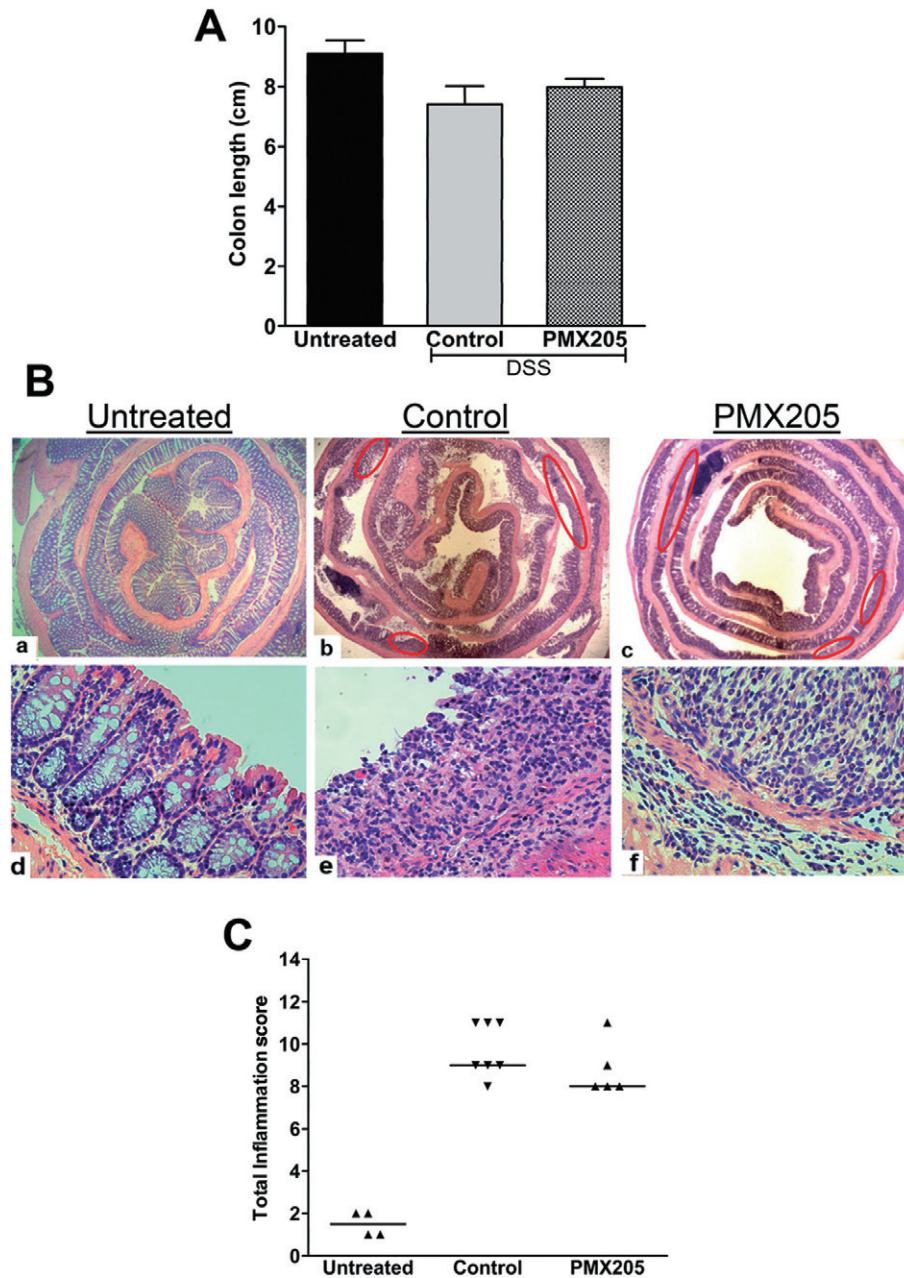 A
Colon length (cm)
10
8
6
4
2
0
Untreated Control PMX205
DSS
B
Untreated Control PMX205
a b c
d e f
C
Total Inflammation score
14
12
10
8
6
4
2
0
Untreated Control PMX205